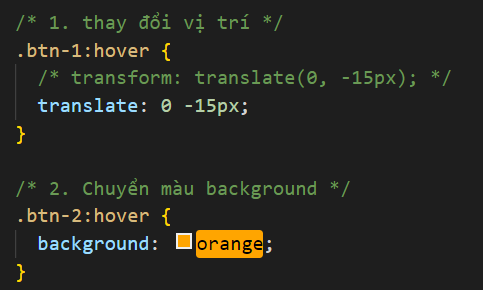 /* 1. thay đổi vị trí */
.btn-1:hover {
/* transform: translate(0, -15px); */
translate: 0 -15px;
}
/* 2. Chuyển màu background */
.btn-2:hover {
background: orange;
}